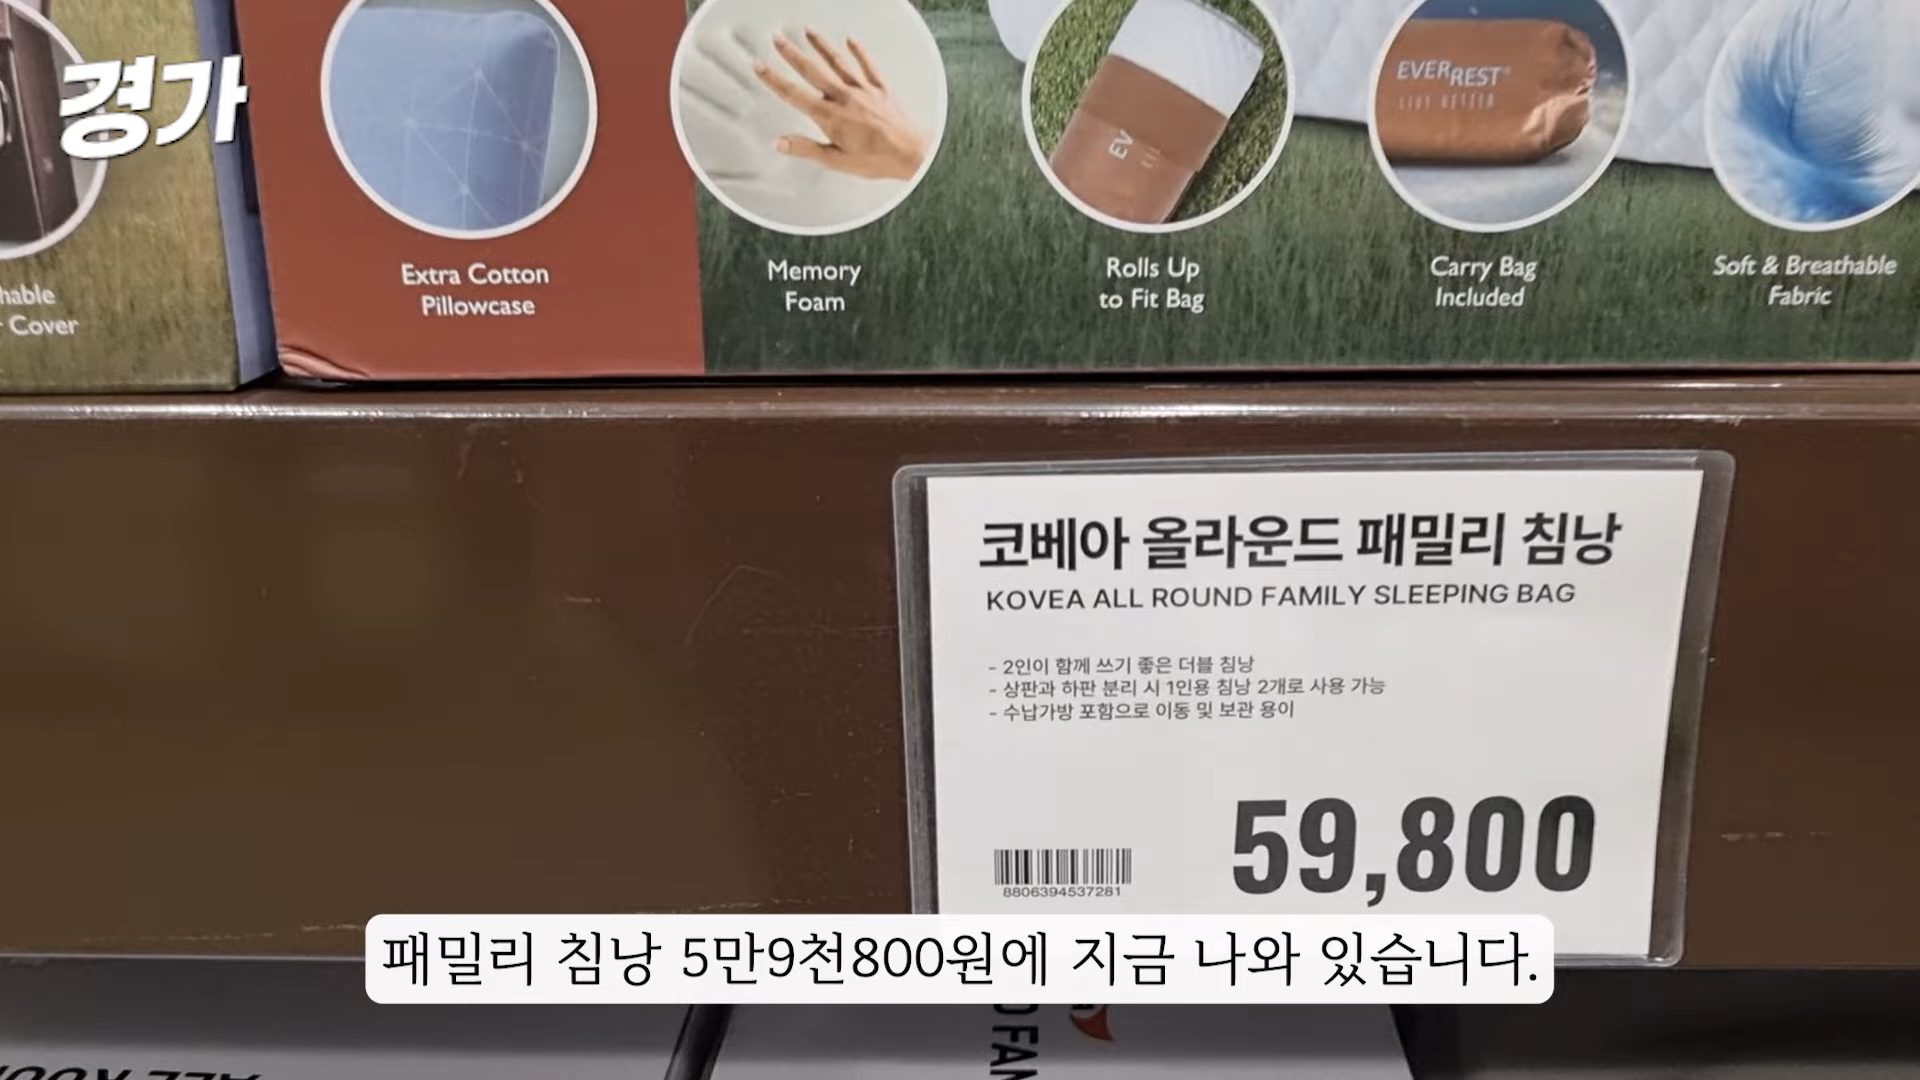 경가
EVERREST
LIVE BETTER
EV
Extra Cotton
Pillowcase
Memory
Foam
Rolls Up
to Fit Bag
Carry Bag
Included
Soft & Breathable
Fabric
Cover
코베아 올라운드 패밀리 침낭
KOVEA ALL ROUND FAMILY SLEEPING BAG
- 2인이 함께 쓰기 좋은 더블 침낭
- 상판과 하판 분리 시 1인용 침낭 2개로 사용 가능
- 수납가방 포함으로 이동 및 보관 용이
59,800
8806394537281
패밀리 침낭 5만9천800원에 지금 나와 있습니다.